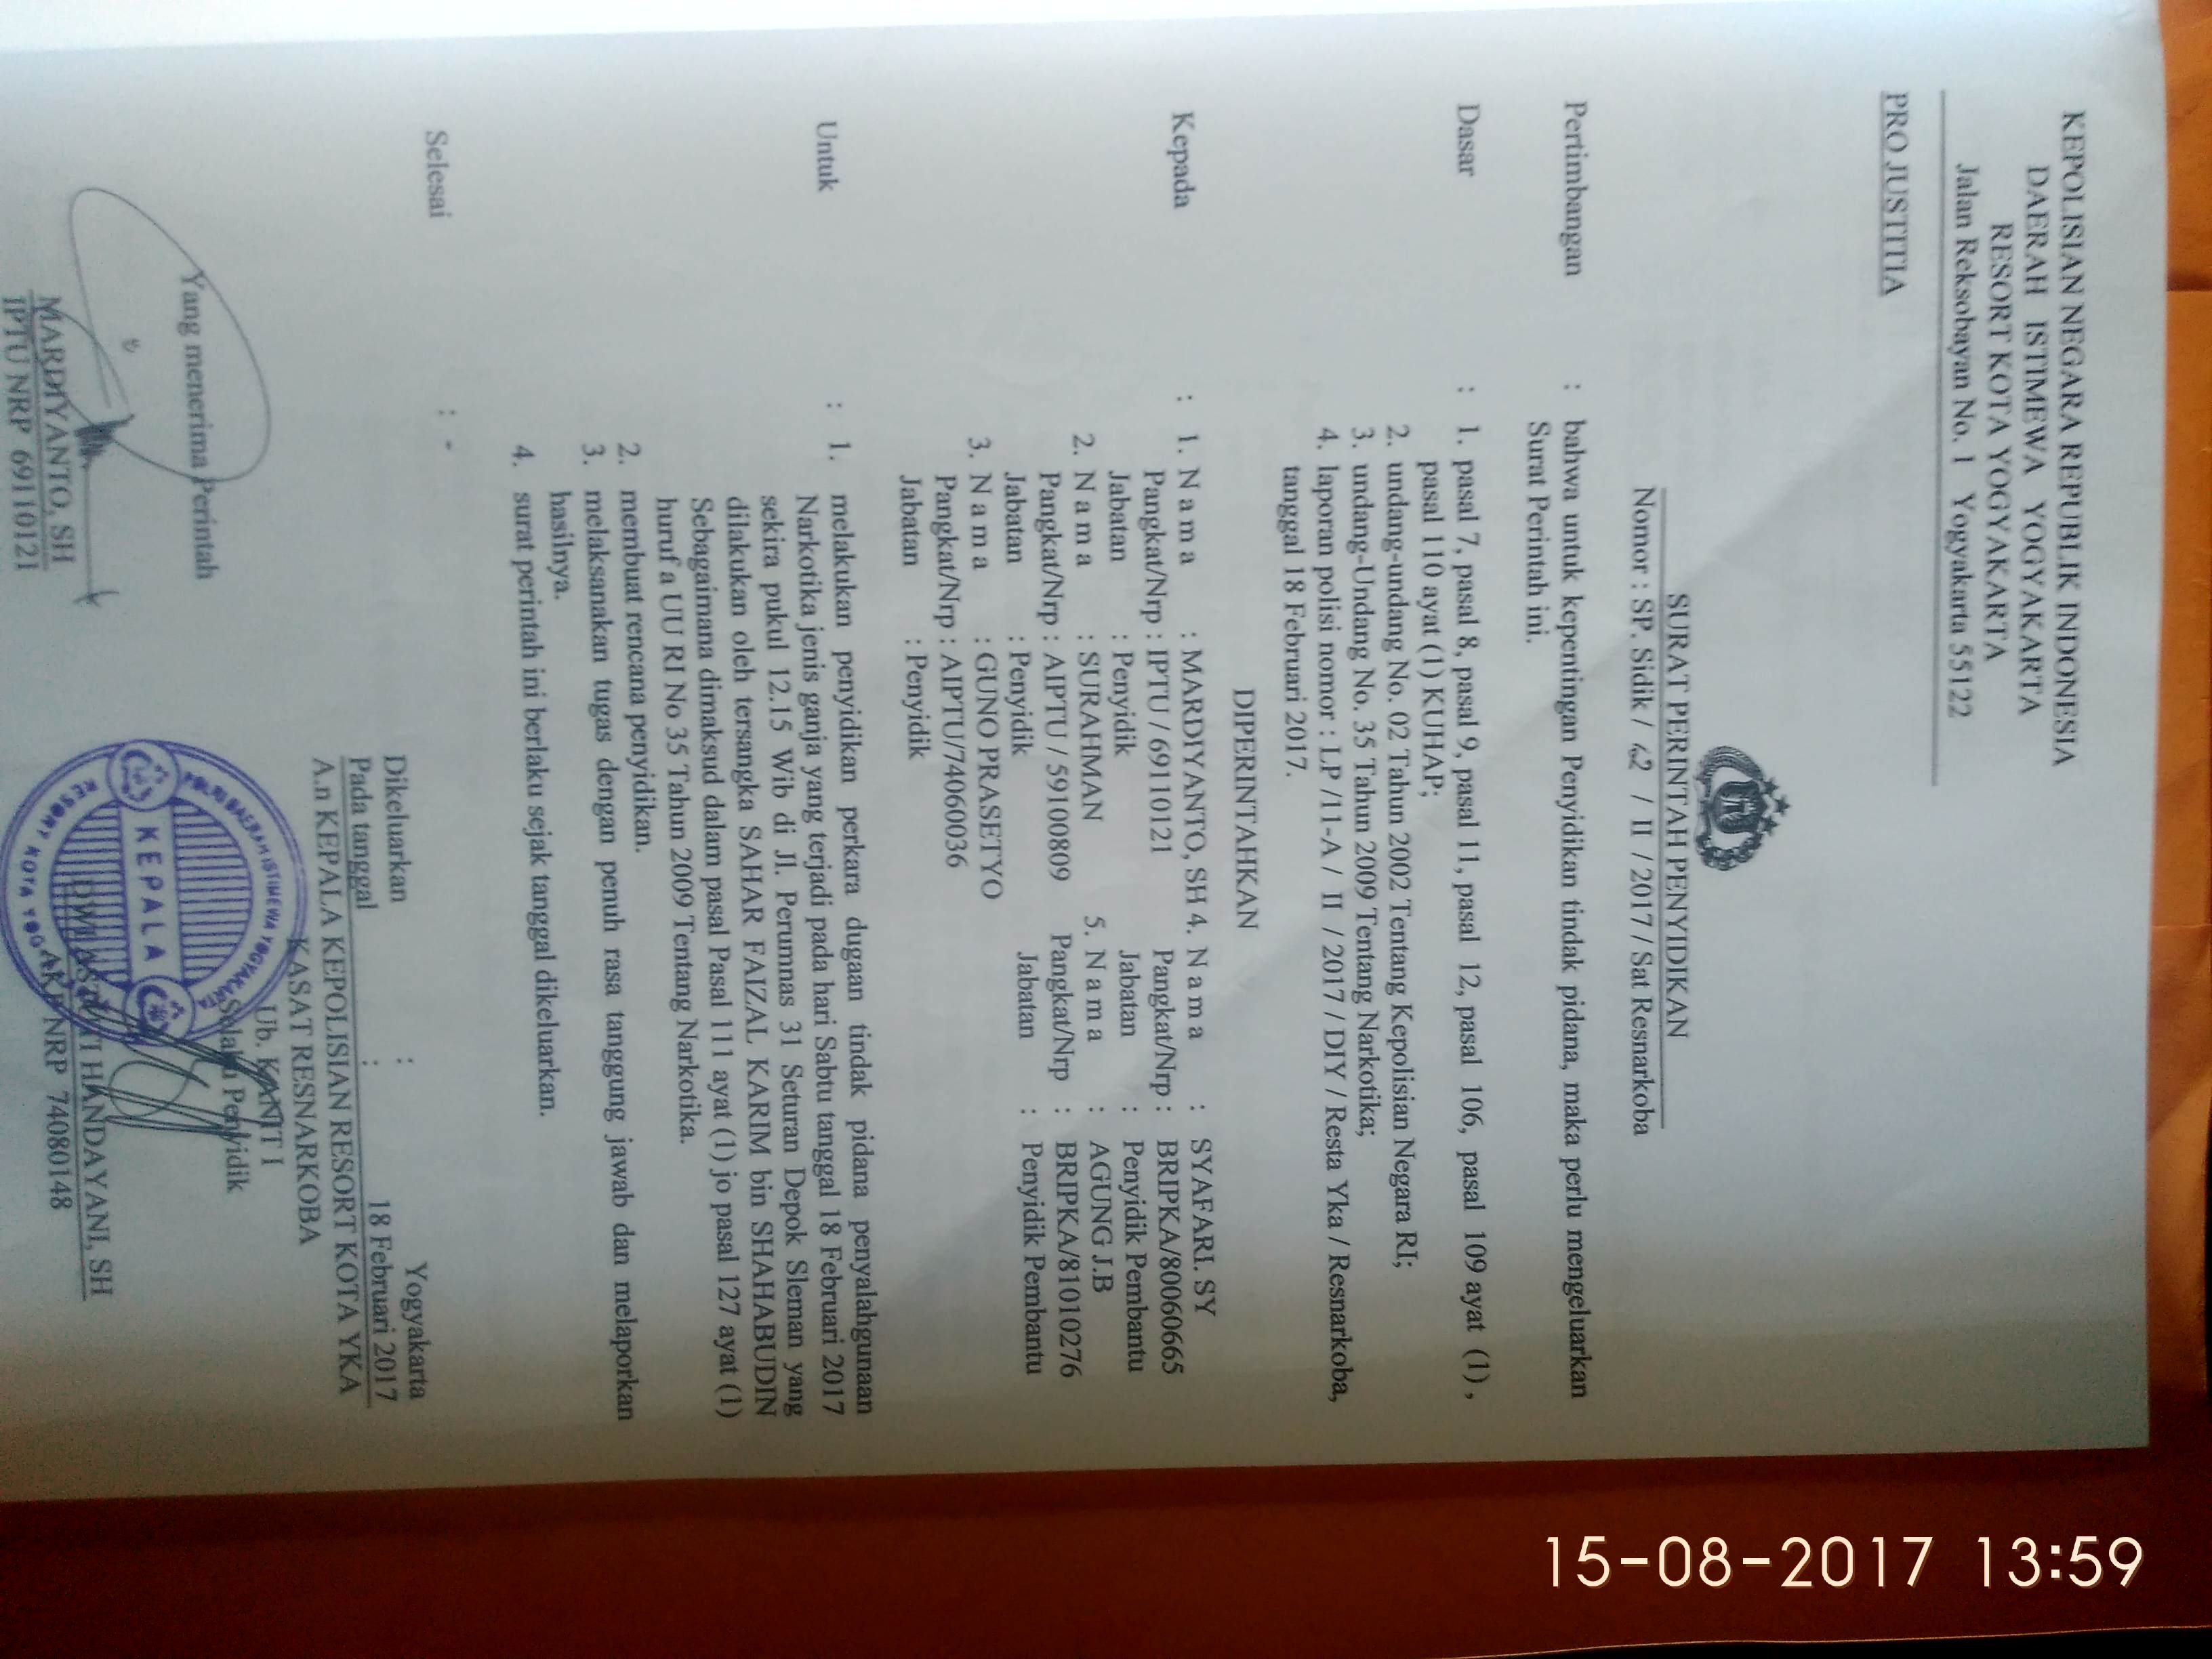 KEPOLISIAN NEGARA REPUBLIK INDONESIA
DAERAH ISTIMEWA YOGYAKARTA
RESORT KOTA YOGYAKARTA
Jalan Reksobayan No. 1 Yogyakarta 55122
PRO JUSTITIA
SURAT PERINTAH PENYIDIKAN
Nomor : SP. Sidik / 62 / II / 2017 / Sat Resnarkoba
Pertimbangan : bahwa untuk kepentingan Penyidikan tindak pidana, maka perlu mengeluarkan
Surat Perintah ini.
Dasar : 1. pasal 7, pasal 8, pasal 9, pasal 11, pasal 12, pasal 106, pasal 109 ayat (1) ,
pasal 110 ayat (1) KUHAP;
2. undang-undang No. 02 Tahun 2002 Tentang Kepolisian Negara RI;
3. undang-Undang No. 35 Tahun 2009 Tentang Narkotika;
4. laporan polisi nomor : LP /11-A / II / 2017 / DIY / Resta Yka / Resnarkoba,
tanggal 18 Februari 2017.
DIPERINTAHKAN
Kepada : 1. N a m a : MARDIYANTO, SH 4. N a m a : SYAFARI. SY
Pangkat/Nrp : IPTU / 69110121 Pangkat/Nrp : BRIPKA/80060665
Jabatan : Penyidik Jabatan : Penyidik Pembantu
2. N a m a : SURAHMAN 5. N a m a : AGUNG J.B
Pangkat/Nrp : AIPTU / 59100809 Pangkat/Nrp : BRIPKA/81010276
Jabatan : Penyidik Jabatan : Penyidik Pembantu
3. N a m a : GUNO PRASETYO
Pangkat/Nrp : AIPTU/74060036
Jabatan : Penyidik
Untuk : 1. melakukan penyidikan perkara dugaan tindak pidana penyalahgunaan
Narkotika jenis ganja yang terjadi pada hari Sabtu tanggal 18 Februari 2017
sekira pukul 12.15 Wib di Jl. Perumnas 31 Seturan Depok Sleman yang
dilakukan oleh tersangka SAHAR FAIZAL KARIM bin SHAHABUDIN
Sebagaimana dimaksud dalam pasal Pasal 111 ayat (1) jo pasal 127 ayat (1)
huruf a UU RI No 35 Tahun 2009 Tentang Narkotika.
2. membuat rencana penyidikan.
3. melaksanakan tugas dengan penuh rasa tanggung jawab dan melaporkan
hasilnya.
4. surat perintah ini berlaku sejak tanggal dikeluarkan.
Selesai : -
Dikeluarkan : Yogyakarta
Pada tanggal : 18 Februari 2017
A.n KEPALA KEPOLISIAN RESORT KOTA YKA
KASAT RESNARKOBA
Ub. KANIT I
Selaku Penyidik
Yang menerima Perintah
KEPALA
RESORT KOTA YOGYAKARTA
HANDAYANI, SH
AKP NRP 74080148
MARDIYANTO, SH
IPTU NRP 69110121
15-08-2017 13:59